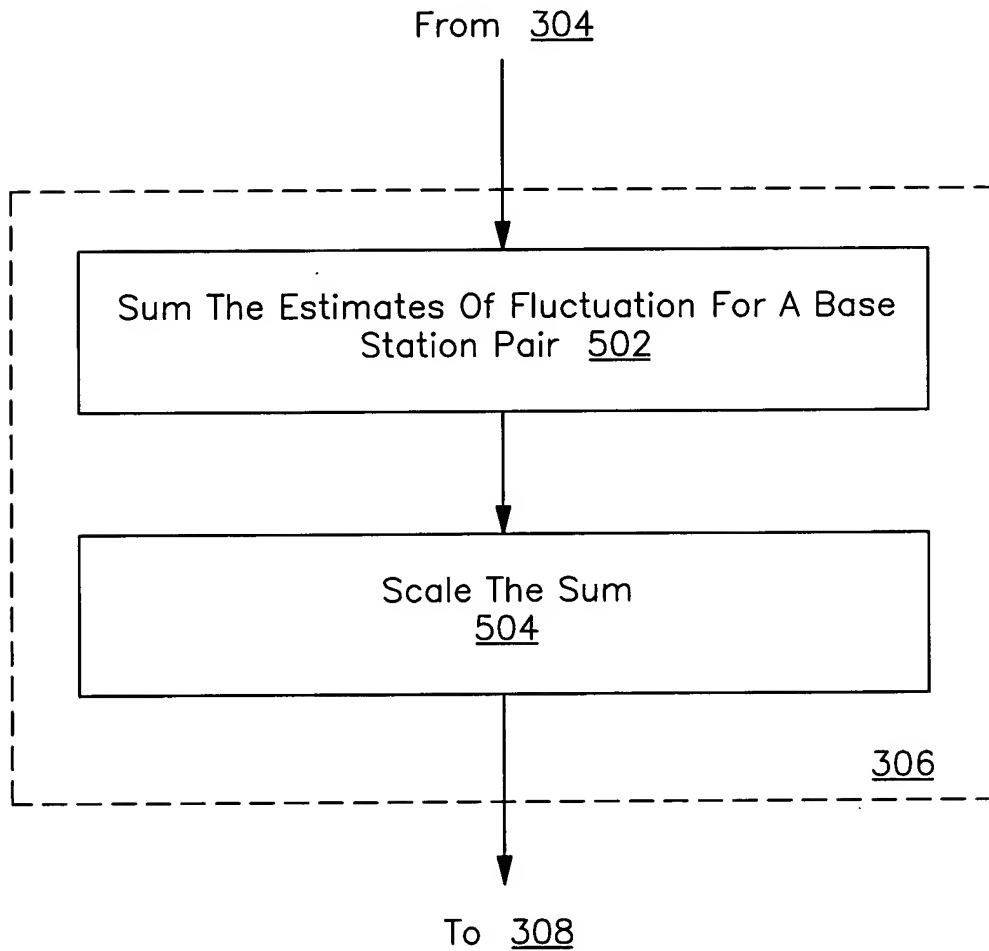 From 304
Sum The Estimates Of Fluctuation For A Base
Station Pair 502
Scale The Sum
504
306
To 308